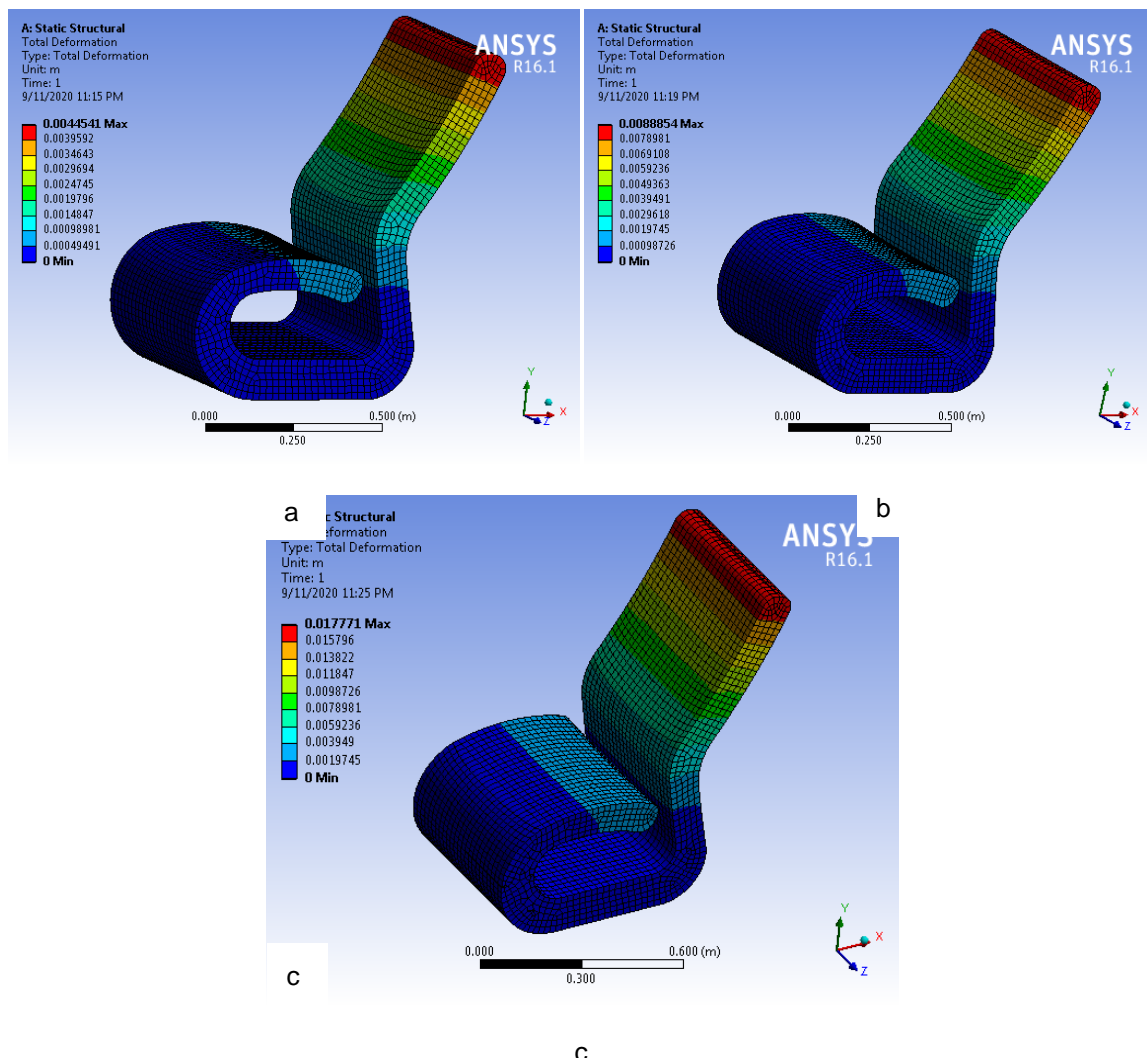 A: Static Structural
Total Deformation
Type: Total Deformation
Unit: m
Time: 1
9/11/2020 11:15 PM
0.0044541 Max
0.0039592
0.0034643
0.0029694
0.0024745
0.0019796
0.0014847
0.00098981
0.00049491
0 Min
ANSYS
R16.1
0.000
0.500 (m)
0.250
Y
X
Z
a
A: Static Structural
Total Deformation
Type: Total Deformation
Unit: m
Time: 1
9/11/2020 11:19 PM
0.0088854 Max
0.0078981
0.0069108
0.0059236
0.0049363
0.0039491
0.0029618
0.0019745
0.00098726
0 Min
ANSYS
R16.1
0.000
0.500 (m)
0.250
Y
X
Z
b
c Structural
eformation
Type: Total Deformation
Unit: m
Time: 1
9/11/2020 11:25 PM
0.017771 Max
0.015796
0.013822
0.011847
0.0098726
0.0078981
0.0059236
0.003949
0.0019745
0 Min
ANSYS
R16.1
0.000
0.600 (m)
0.300
Y
X
Z
c
c